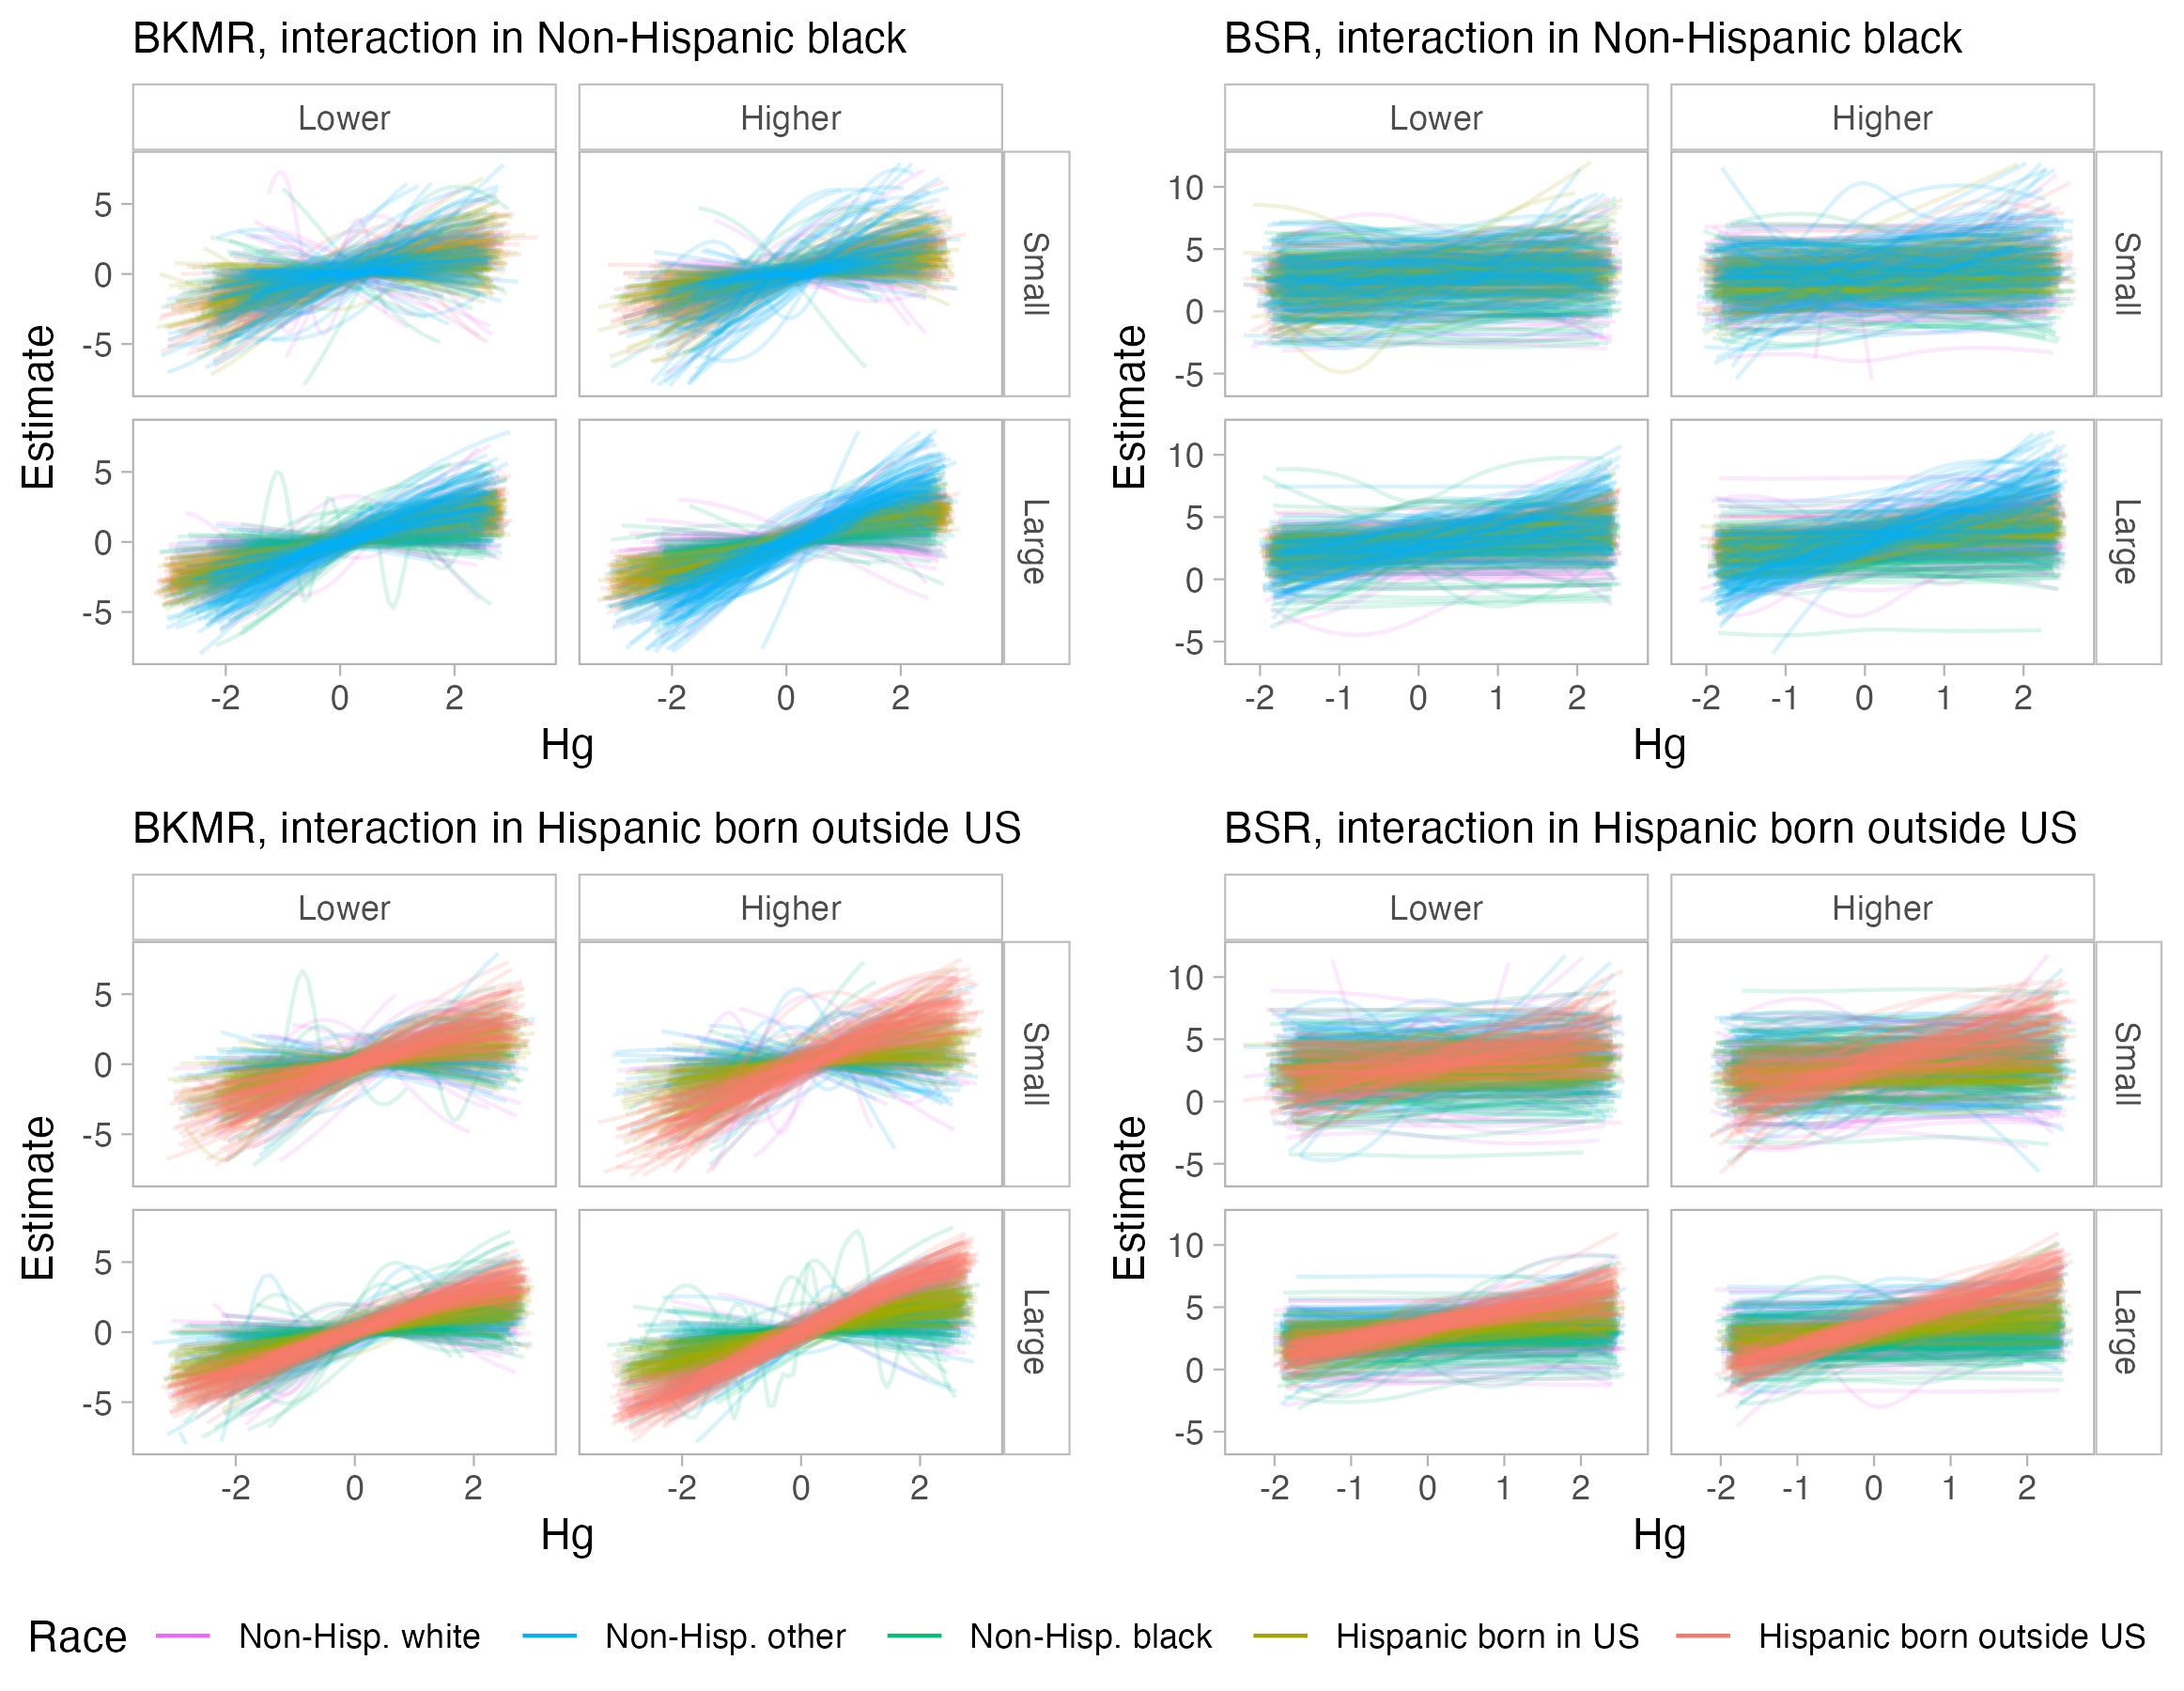 BKMR, interaction in Non-Hispanic black
Lower
Higher
Small
Large
Estimate
5
0
-5
5
0
-5
-2
0
2
-2
0
2
Hg
BSR, interaction in Non-Hispanic black
Lower
Higher
Small
Large
Estimate
10
5
0
-5
10
5
0
-5
-2
-1
0
1
2
-2
-1
0
1
2
Hg
BKMR, interaction in Hispanic born outside US
Lower
Higher
Small
Large
Estimate
5
0
-5
5
0
-5
-2
0
2
-2
0
2
Hg
BSR, interaction in Hispanic born outside US
Lower
Higher
Small
Large
Estimate
10
5
0
-5
10
5
0
-5
-2
-1
0
1
2
-2
-1
0
1
2
Hg
Race
Non-Hisp. white
Non-Hisp. other
Non-Hisp. black
Hispanic born in US
Hispanic born outside US